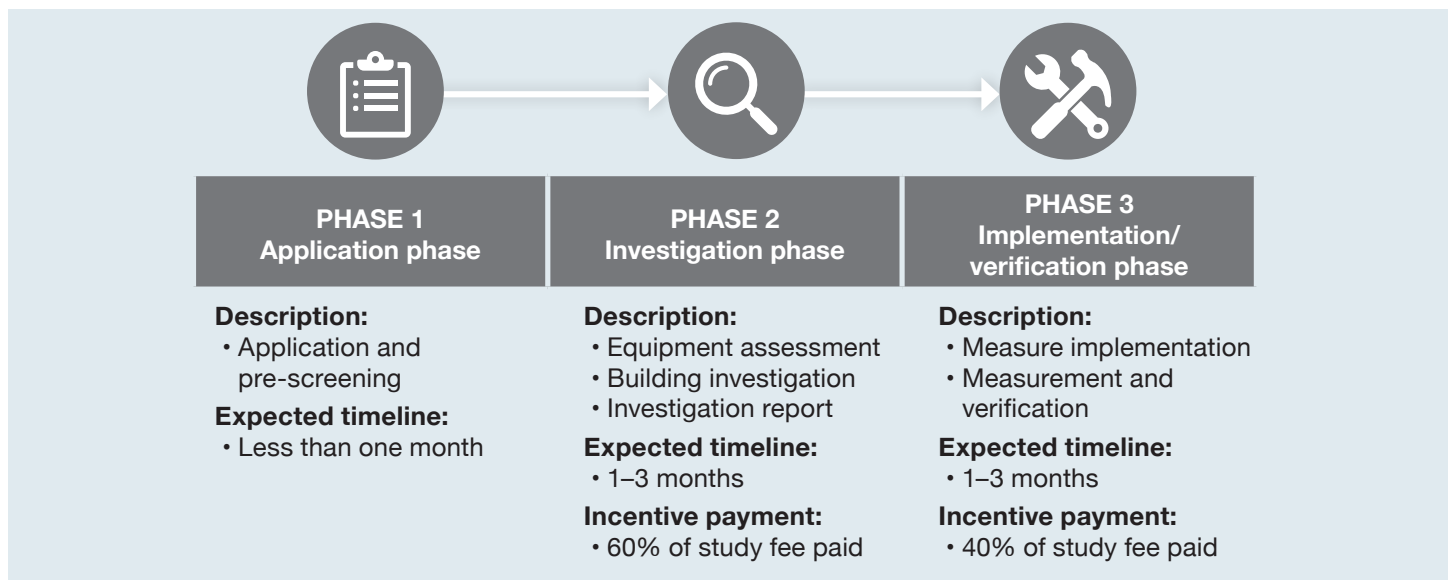 PHASE 1
Application phase
Description:
• Application and
pre-screening
Expected timeline:
• Less than one month
PHASE 2
Investigation phase
Description:
• Equipment assessment
• Building investigation
• Investigation report
Expected timeline:
• 1–3 months
Incentive payment:
• 60% of study fee paid
PHASE 3
Implementation/
verification phase
Description:
• Measure implementation
• Measurement and
verification
Expected timeline:
• 1–3 months
Incentive payment:
• 40% of study fee paid